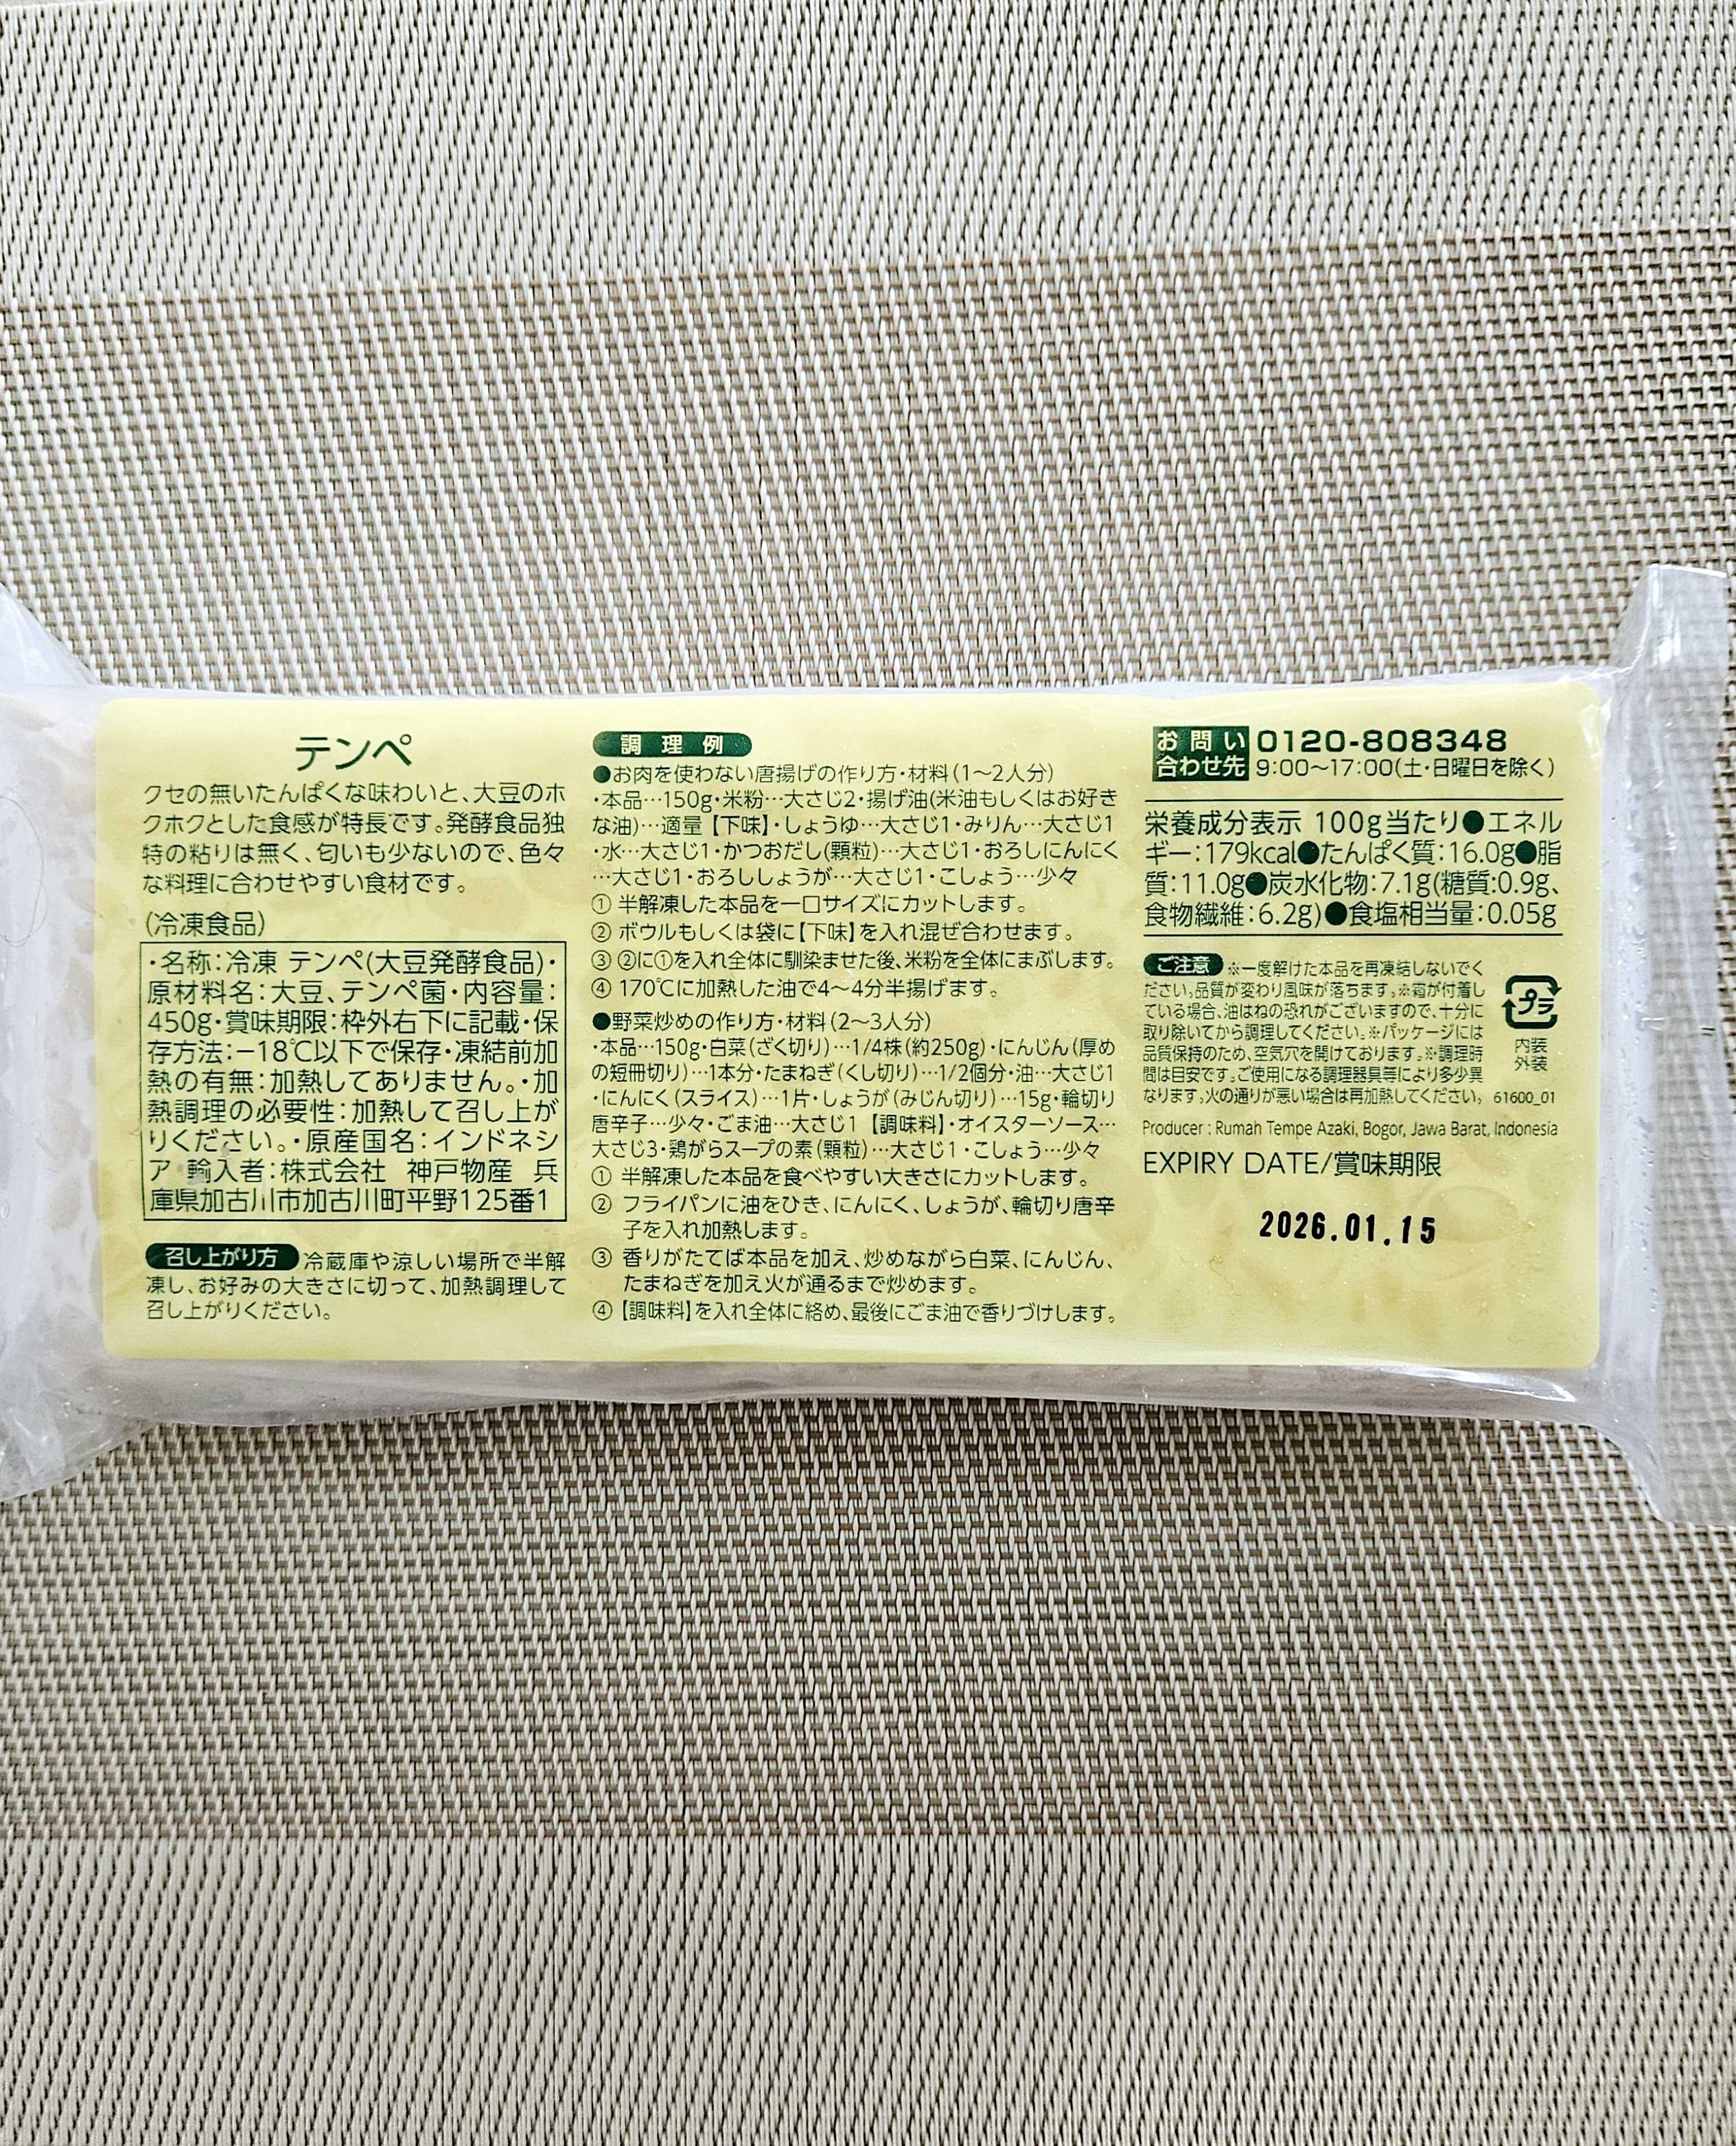 テンペ
クセの無いたんぱくな味わいと、大豆のホ
クホクとした食感が特長です。発酵食品独
特の粘りは無く、匂いも少ないので、色々
な料理に合わせやすい食材です。
(冷凍食品)
・名称:冷凍 テンペ(大豆発酵食品)・
原材料名:大豆、テンペ菌・内容量:
450g・賞味期限:枠外右下に記載・保
存方法:−18℃以下で保存・凍結前加
熱の有無:加熱してありません。・加
熱調理の必要性:加熱して召し上が
りください。・原産国名:インドネシ
ア 輸入者:株式会社 神戸物産 兵
庫県加古川市加古川町平野125番1
召し上がり方 冷蔵庫や涼しい場所で半解
凍し、お好みの大きさに切って、加熱調理して
召し上がりください。
調理例
●お肉を使わない唐揚げの作り方・材料(1〜2人分)
・本品…150g・米粉…大さじ2・揚げ油(米油もしくはお好き
な油)…適量【下味】・しょうゆ…大さじ1・みりん…大さじ1
・水…大さじ1・かつおだし(顆粒)…大さじ1・おろしにんにく
…大さじ1・おろししょうが…大さじ1・こしょう…少々
① 半解凍した本品を一口サイズにカットします。
② ボウルもしくは袋に【下味】を入れ混ぜ合わせます。
③ ②に①を入れ全体に馴染ませた後、米粉を全体にまぶします。
④ 170℃に加熱した油で4〜4分半揚げます。
●野菜炒めの作り方・材料(2〜3人分)
・本品…150g・白菜(ざく切り)…1/4株(約250g)・にんじん(厚め
の短冊切り)…1本分・たまねぎ(くし切り)…1/2個分・油…大さじ1
・にんにく(スライス)…1片・しょうが(みじん切り)…15g・輪切り
唐辛子…少々・ごま油…大さじ1【調味料】・オイスターソース…
大さじ3・鶏がらスープの素(顆粒)…大さじ1・こしょう…少々
① 半解凍した本品を食べやすい大きさにカットします。
② フライパンに油をひき、にんにく、しょうが、輪切り唐辛
子を入れ加熱します。
③ 香りがたてば本品を加え、炒めながら白菜、にんじん、
たまねぎを加え火が通るまで炒めます。
④【調味料】を入れ全体に絡め、最後にごま油で香りづけします。
お問い合わせ先 0120-808348
9:00〜17:00(土・日曜日を除く)
栄養成分表示 100g当たり●エネル
ギー:179kcal●たんぱく質:16.0g●脂
質:11.0g●炭水化物:7.1g(糖質:0.9g、
食物繊維:6.2g)●食塩相当量:0.05g
ご注意 ※一度解けた本品を再凍結しないでく
ださい。品質が変わり風味が落ちます。※霜が付着し
ている場合、油はねの恐れがございますので、十分に
取り除いてから調理してください。※パッケージには
品質保持のため、空気穴を開けております。※調理時
間は目安です。ご使用になる調理器具等により多少異
なります。火の通りが悪い場合は再加熱してください。
プラ
内装
外装
61600_01
Producer : Rumah Tempe Azaki, Bogor, Jawa Barat, Indonesia
EXPIRY DATE/賞味期限
2026.01.15